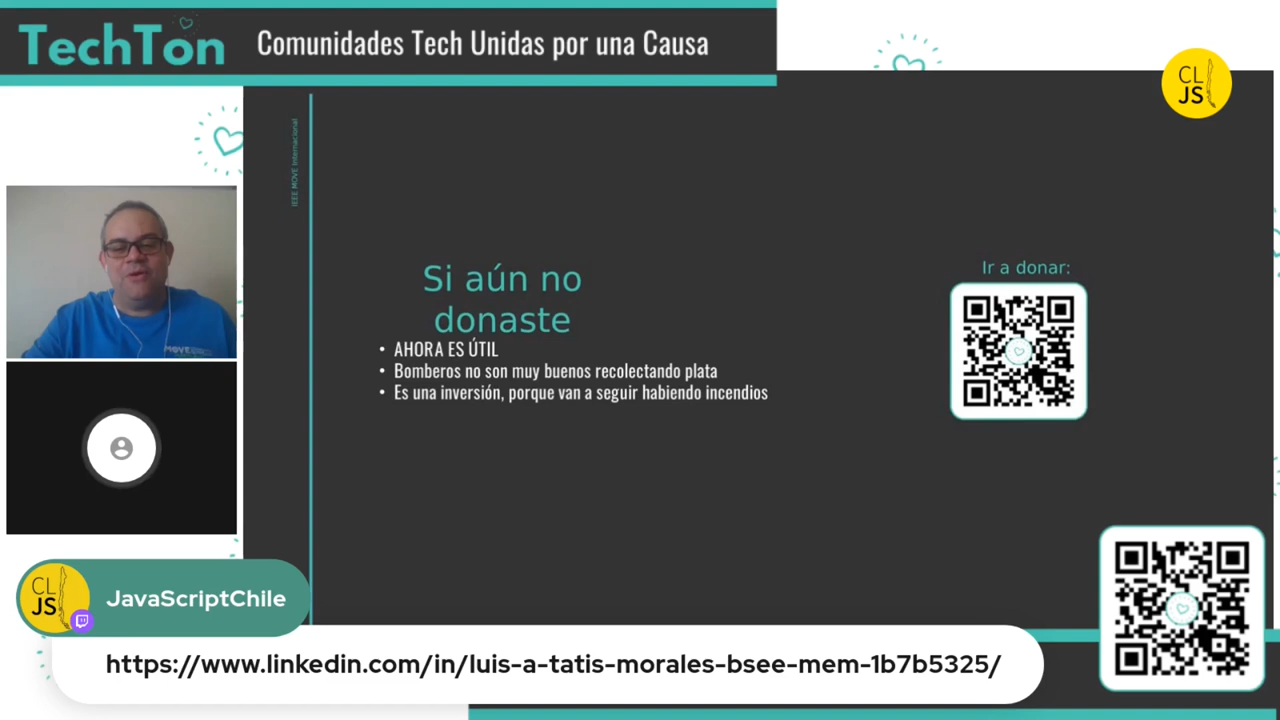 TechTon
Comunidades Tech Unidas por una Causa
CL
JS
IEEE MOVE Internacional
Si aún no
donaste
• AHORA ES ÚTIL
• Bomberos no son muy buenos recolectando plata
• Es una inversión, porque van a seguir habiendo incendios
Ir a donar:
MOVE
CL
JS
JavaScriptChile
https://www.linkedin.com/in/luis-a-tatis-morales-bsee-mem-1b7b5325/